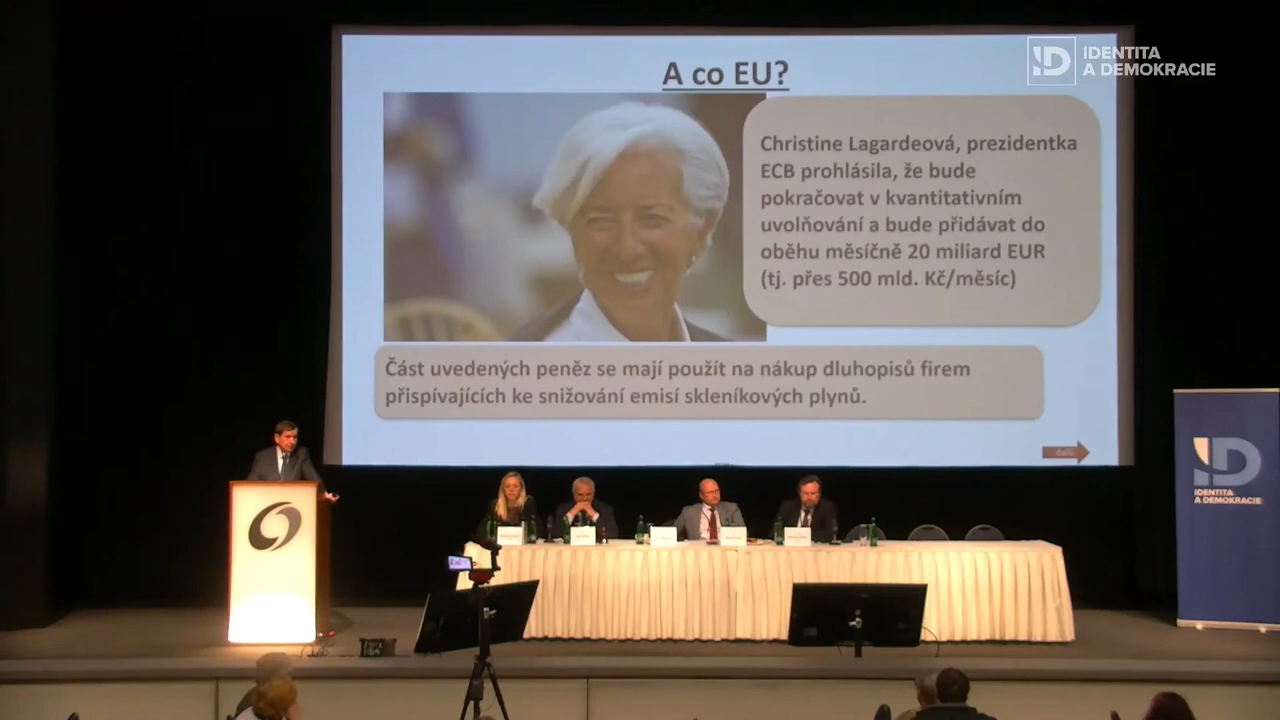 A co EU?
IDENTITA
A DEMOKRACIE
Christine Lagardeová, prezidentka
ECB prohlásila, že bude
pokračovat v kvantitativním
uvolňování a bude přidávat do
oběhu měsíčně 20 miliard EUR
(tj. přes 500 mld. Kč/měsíc)
Část uvedených peněz se mají použít na nákup dluhopisů firem
přispívajících ke snižování emisí skleníkových plynů.
další
ID
IDENTITA
A DEMOKRACIE